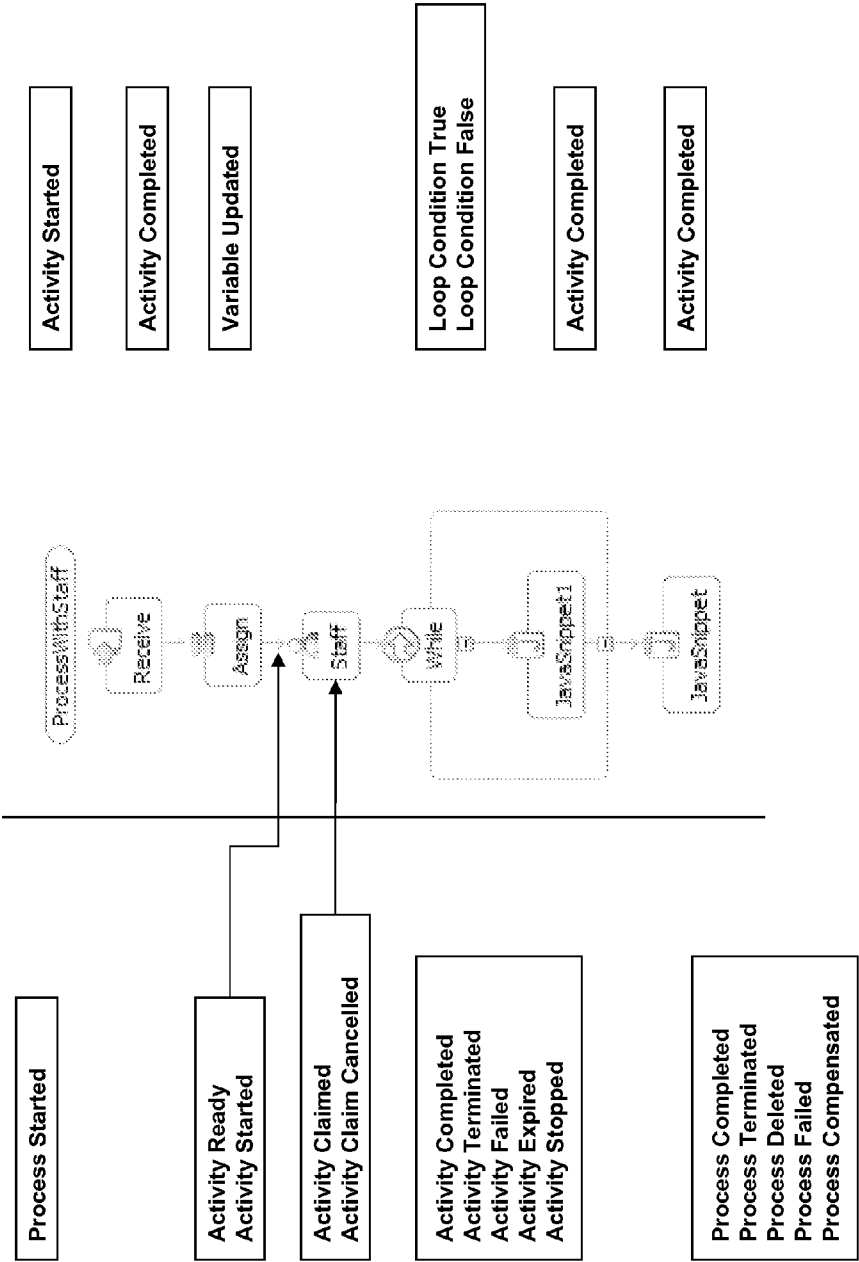 Process Started
Activity Ready
Activity Started
Activity Claimed
Activity Claim Cancelled
Activity Completed
Activity Terminated
Activity Failed
Activity Expired
Activity Stopped
Process Completed
Process Terminated
Process Deleted
Process Failed
Process Compensated
ProcessWithStaff
Receive
Assign
Staff
While
JavaSnippet1
JavaSnippet
Activity Started
Activity Completed
Variable Updated
Loop Condition True
Loop Condition False
Activity Completed
Activity Completed